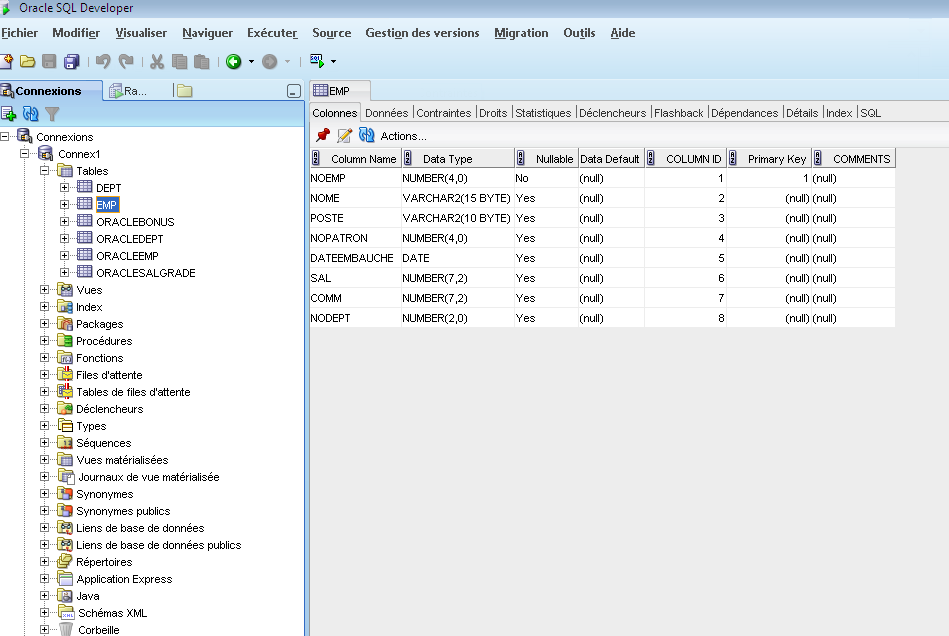 Oracle SQL Developer
Fichier Modifier Visualiser Naviguer Exécuter Source Gestion des versions Migration Outils Aide
Connexions Ra...
EMP
Colonnes Données Contraintes Droits Statistiques Déclencheurs Flashback Dépendances Détails Index SQL
Actions...
Column Name Data Type Nullable Data Default COLUMN ID Primary Key COMMENTS
NOEMP NUMBER(4,0) No (null) 1 1 (null)
NOME VARCHAR2(15 BYTE) Yes (null) 2 (null) (null)
POSTE VARCHAR2(10 BYTE) Yes (null) 3 (null) (null)
NOPATRON NUMBER(4,0) Yes (null) 4 (null) (null)
DATEEMBAUCHE DATE Yes (null) 5 (null) (null)
SAL NUMBER(7,2) Yes (null) 6 (null) (null)
COMM NUMBER(7,2) Yes (null) 7 (null) (null)
NODEPT NUMBER(2,0) Yes (null) 8 (null) (null)
Connexions
Connex1
Tables
DEPT
EMP
ORACLEBONUS
ORACLEDEPT
ORACLEEMP
ORACLESALGRADE
Vues
Index
Packages
Procédures
Fonctions
Files d'attente
Tables de files d'attente
Déclencheurs
Types
Séquences
Vues matérialisées
Journaux de vue matérialisée
Synonymes
Synonymes publics
Liens de base de données
Liens de base de données publics
Répertoires
Application Express
Java
Schémas XML
Corbeille